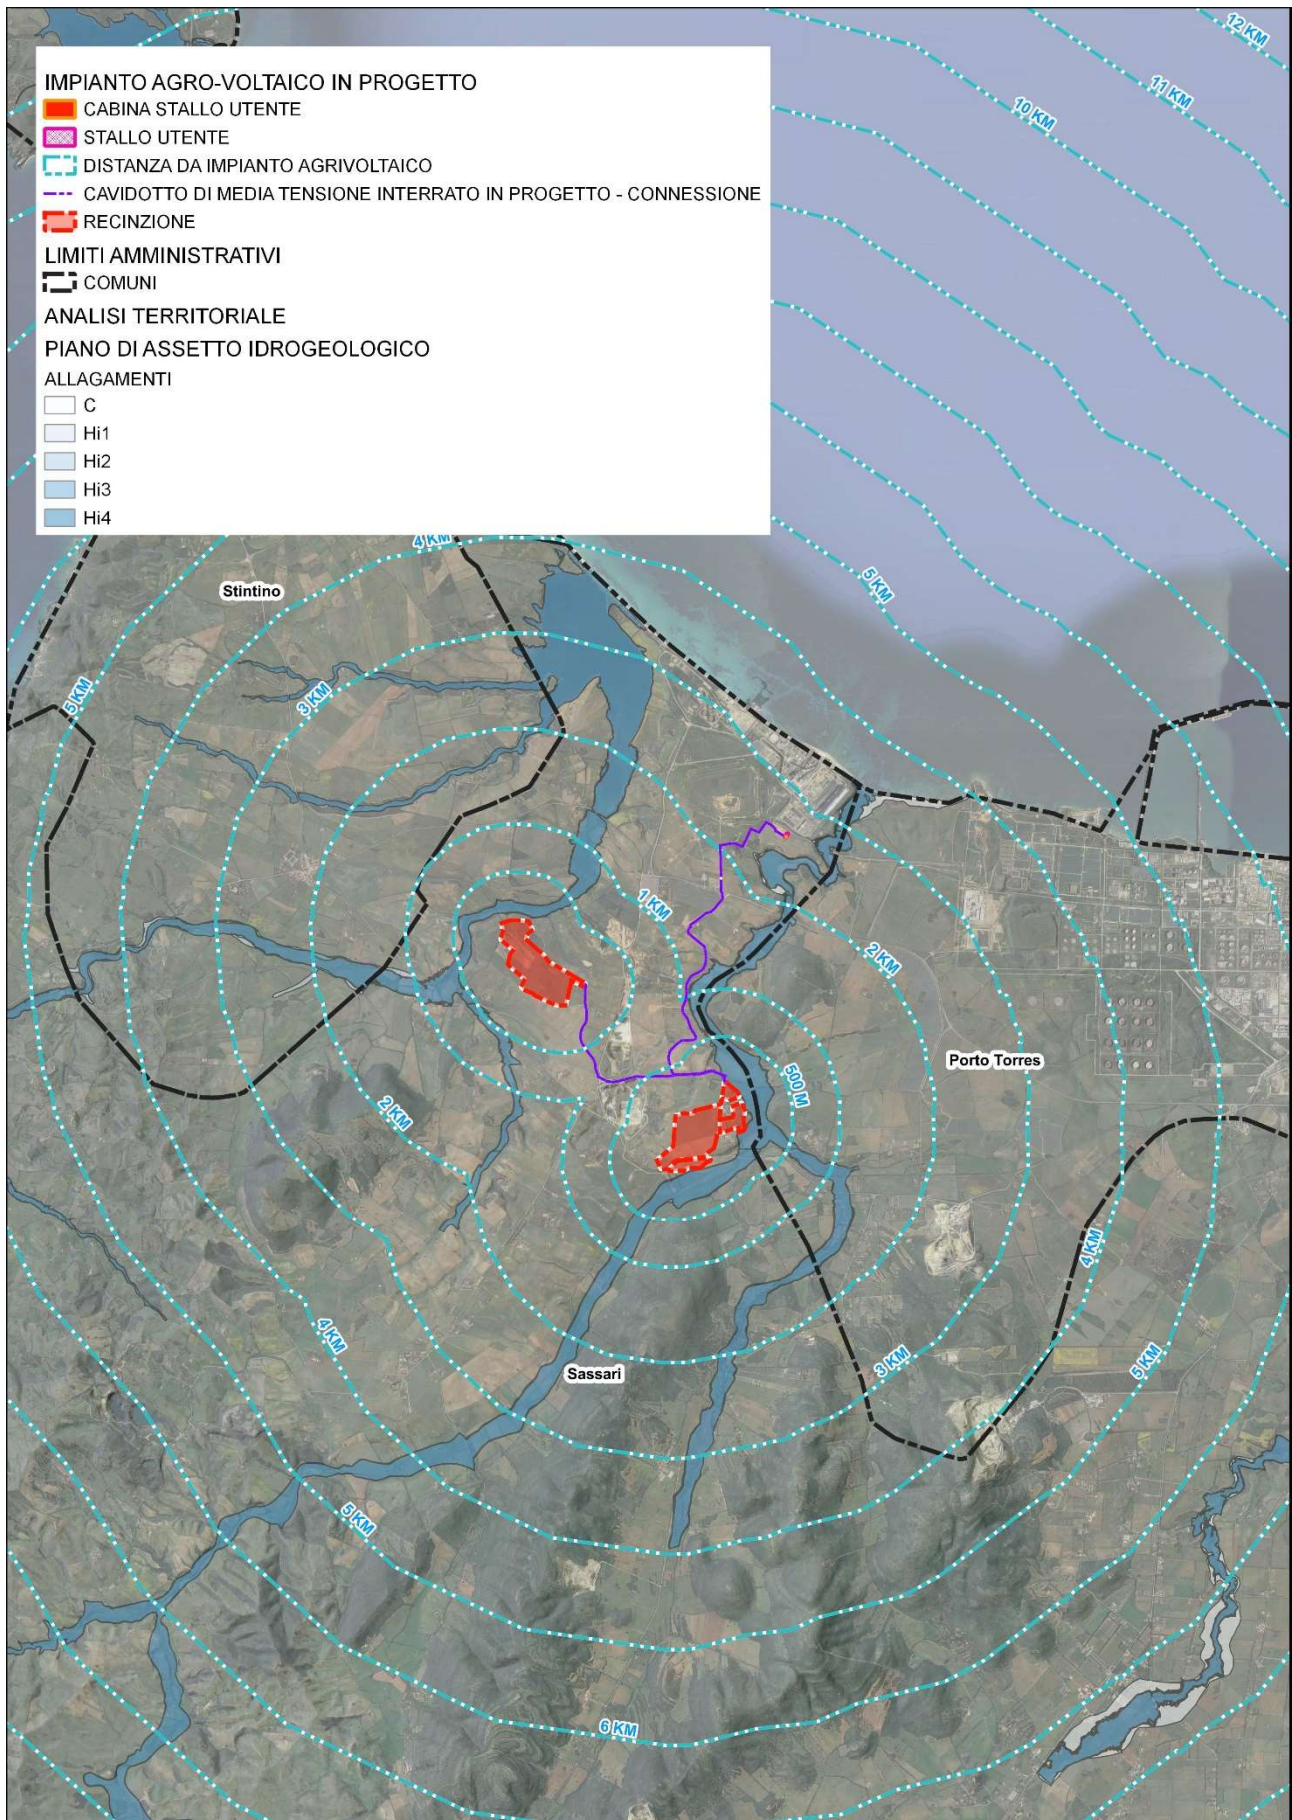 IMPIANTO AGRO-VOLTAICO IN PROGETTO
CABINA STALLO UTENTE
STALLO UTENTE
DISTANZA DA IMPIANTO AGRIVOLTAICO
CAVIDOTTO DI MEDIA TENSIONE INTERRATO IN PROGETTO - CONNESSIONE
RECINZIONE
LIMITI AMMINISTRATIVI
COMUNI
ANALISI TERRITORIALE
PIANO DI ASSETTO IDROGEOLOGICO
ALLAGAMENTI
C
Hi1
Hi2
Hi3
Hi4
12 KM
11 KM
10 KM
4 KM
5 KM
Stintino
5 KM
3 KM
1 KM
2 KM
Porto Torres
500 M
2 KM
4 KM
4 KM
3 KM
5 KM
Sassari
5 KM
6 KM